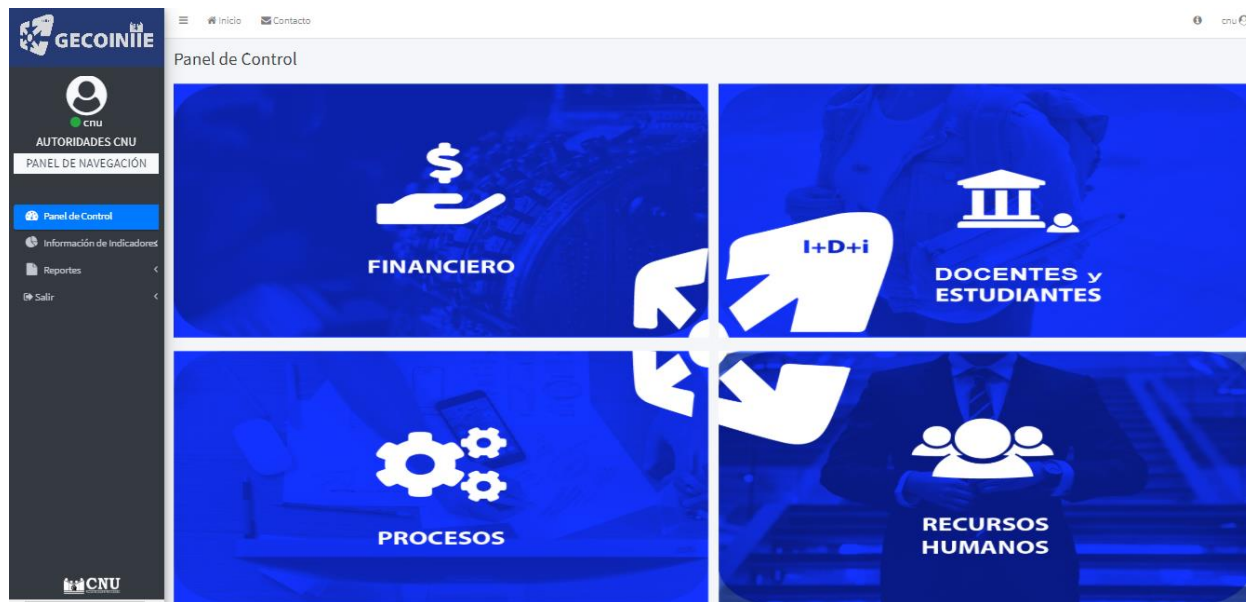 GECOINIIE
Inicio
Contacto
cnu
Panel de Control
cnu
AUTORIDADES CNU
PANEL DE NAVEGACIÓN
Panel de Control
Información de Indicadores
Reportes
Salir
CNU
FINANCIERO
I+D+i
DOCENTES y
ESTUDIANTES
PROCESOS
RECURSOS
HUMANOS